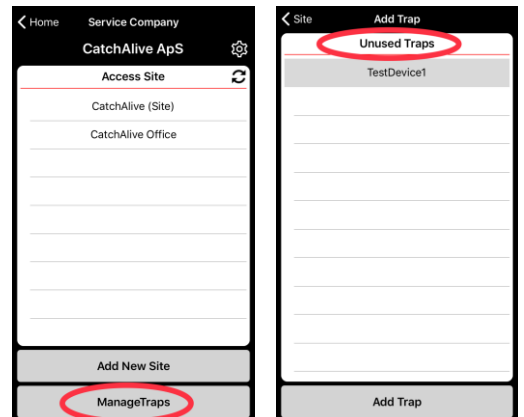 Home Service Company
CatchAlive ApS
Access Site
CatchAlive (Site)
CatchAlive Office
Add New Site
ManageTraps
Site Add Trap
Unused Traps
TestDevice1
Add Trap